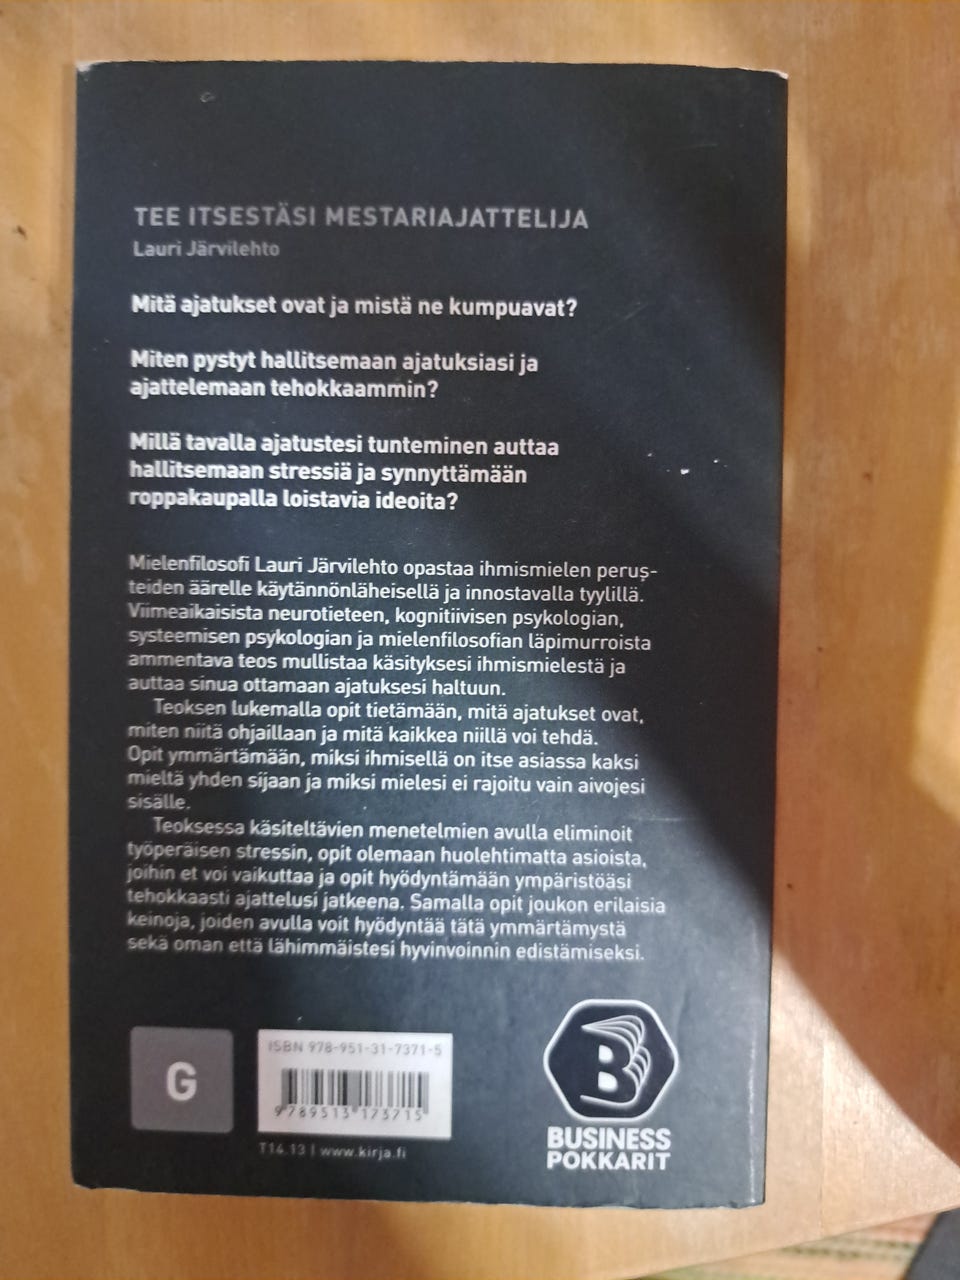 TEE ITSESTÄSI MESTARIAJATTELIJA
Lauri Järvilehto
Mitä ajatukset ovat ja mistä ne kumpuavat?
Miten pystyt hallitsemaan ajatuksiasi ja
ajattelemaan tehokkaammin?
Millä tavalla ajatustesi tunteminen auttaa
hallitsemaan stressiä ja synnyttämään
roppakaupalla loistavia ideoita?
Mielenfilosofi Lauri Järvilehto opastaa ihmismielen perus-
teiden äärelle käytännönläheisellä ja innostavalla tyylillä.
Viimeaikaisista neurotieteen, kognitiivisen psykologian,
systeemisen psykologian ja mielenfilosofian läpimurroista
ammentava teos mullistaa käsityksesi ihmismielestä ja
auttaa sinua ottamaan ajatuksesi haltuun.
Teoksen lukemalla opit tietämään, mitä ajatukset ovat,
miten niitä ohjaillaan ja mitä kaikkea niillä voi tehdä.
Opit ymmärtämään, miksi ihmisellä on itse asiassa kaksi
mieltä yhden sijaan ja miksi mielesi ei rajoitu vain aivojesi
sisälle.
Teoksessa käsiteltävien menetelmien avulla eliminoit
työperäisen stressin, opit olemaan huolehtimatta asioista,
joihin et voi vaikuttaa ja opit hyödyntämään ympäristöäsi
tehokkaasti ajattelusi jatkeena. Samalla opit joukon erilaisia
keinoja, joiden avulla voit hyödyntää tätä ymmärtämystä
sekä oman että lähimmäistesi hyvinvoinnin edistämiseksi.
G
ISBN 978-951-31-7371-5
9 789513 173715
T14.13 | www.kirja.fi
B
BUSINESS
POKKARIT